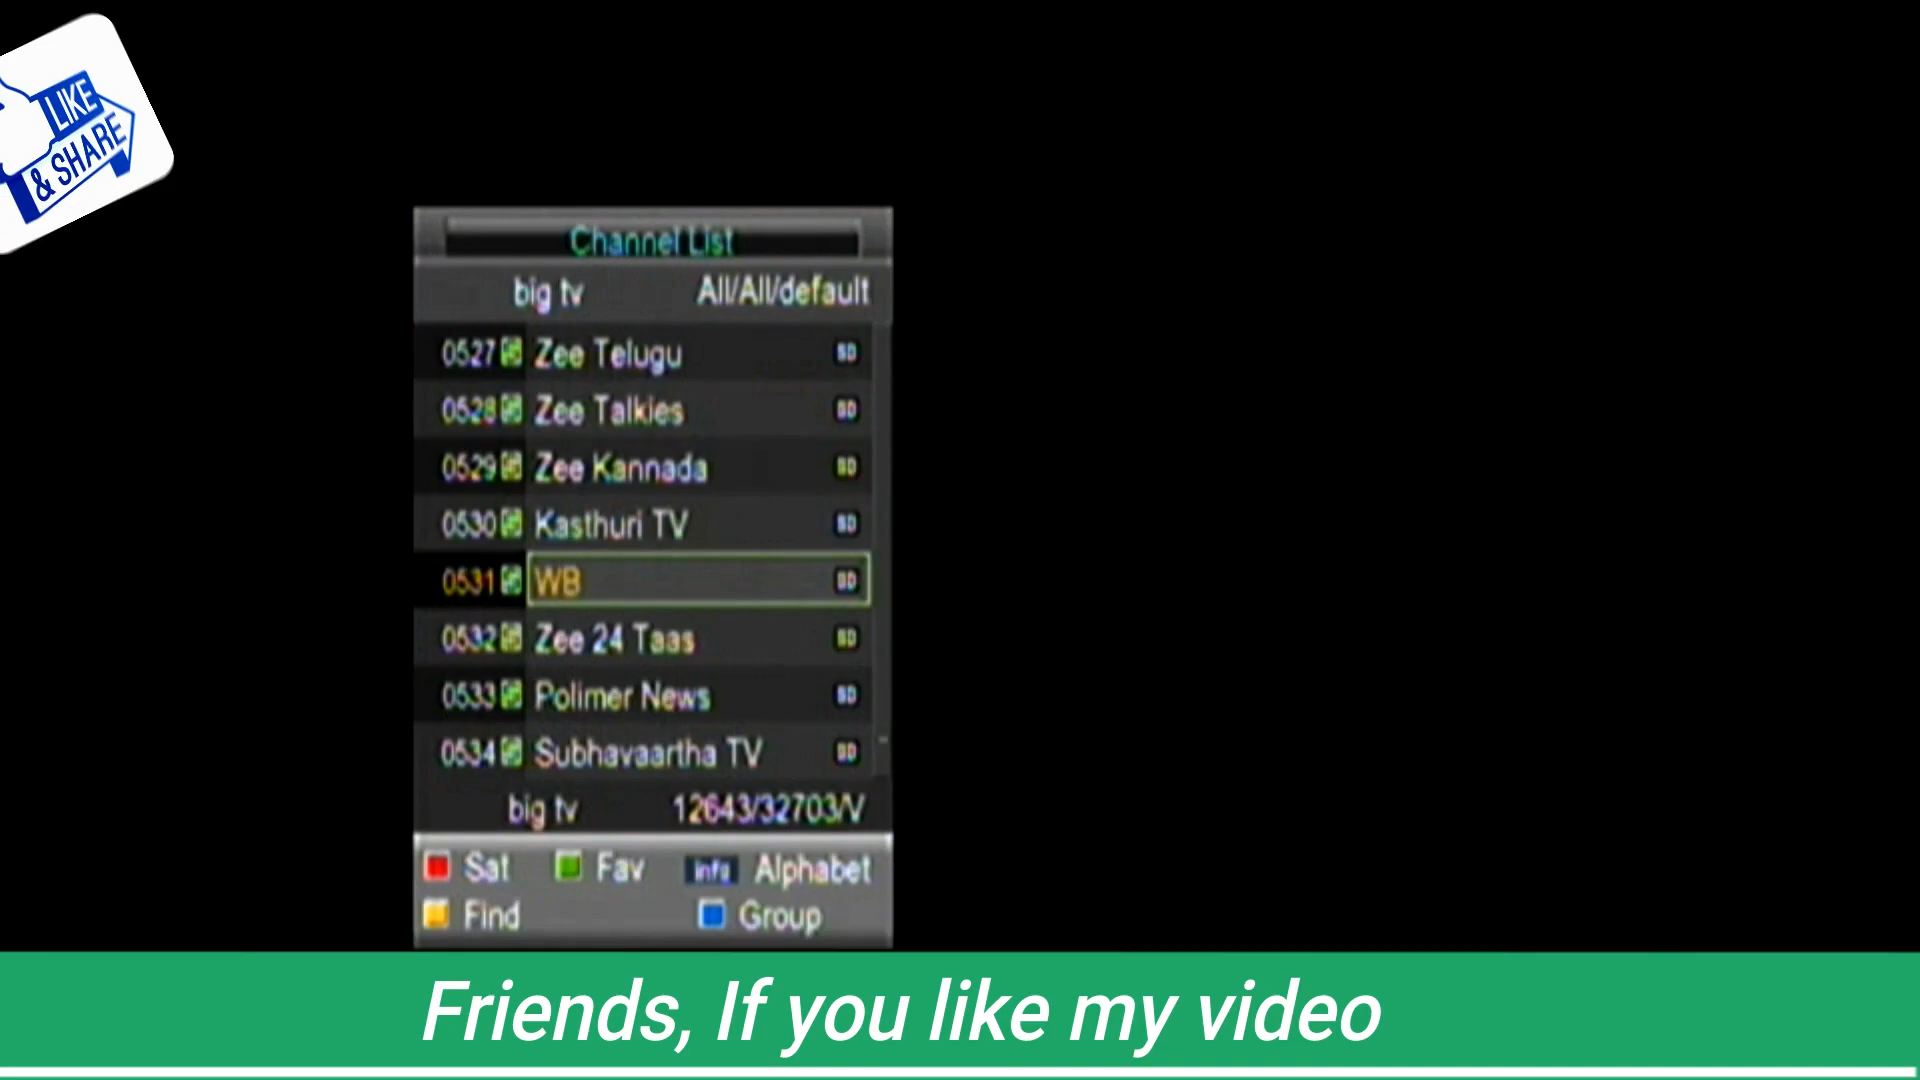 LIKE
& SHARE
Channel List
big tv All/All/default
0527 Zee Telugu SD
0528 Zee Talkies SD
0529 Zee Kannada SD
0530 Kasthuri TV SD
0531 WB SD
0532 Zee 24 Taas SD
0533 Polimer News SD
0534 Subhavaartha TV SD
big tv 12643/32703/V
Sat Fav Info Alphabet
Find Group
Friends, If you like my video